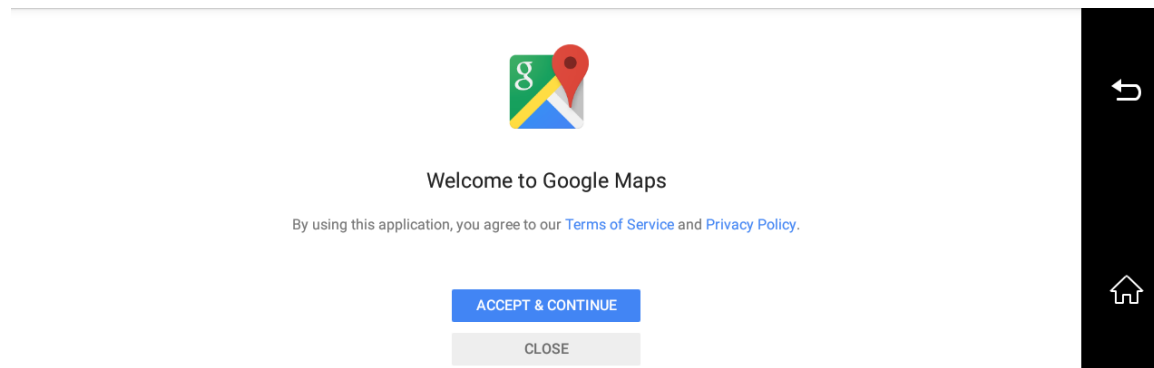 g
Welcome to Google Maps
By using this application, you agree to our Terms of Service and Privacy Policy.
ACCEPT & CONTINUE
CLOSE